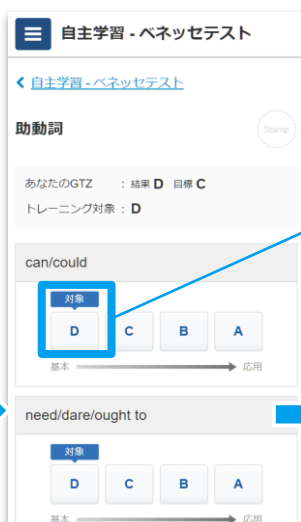 自主学習 - ベネッセテスト
自主学習 - ベネッセテスト
助動詞
Stamp
あなたのGTZ : 結果 D 目標 C
トレーニング対象 : D
can/could
対象
D C B A
基本 応用
need/dare/ought to
対象
D C B A
基本 応用